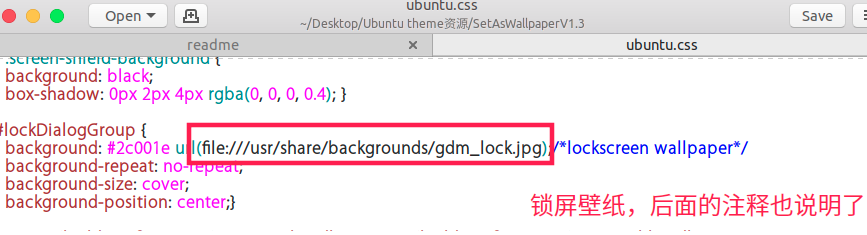 Open
ubuntu.css
~/Desktop/Ubuntu theme资源/SetAsWallpaperV1.3
Save
readme
ubuntu.css
.screen-shield-background {
background: black;
box-shadow: 0px 2px 4px rgba(0, 0, 0, 0.4); }
#lockDialogGroup {
background: #2c001e url(file:///usr/share/backgrounds/gdm_lock.jpg);/*lockscreen wallpaper*/
background-repeat: no-repeat;
background-size: cover;
background-position: center;}
锁屏壁纸，后面的注释也说明了